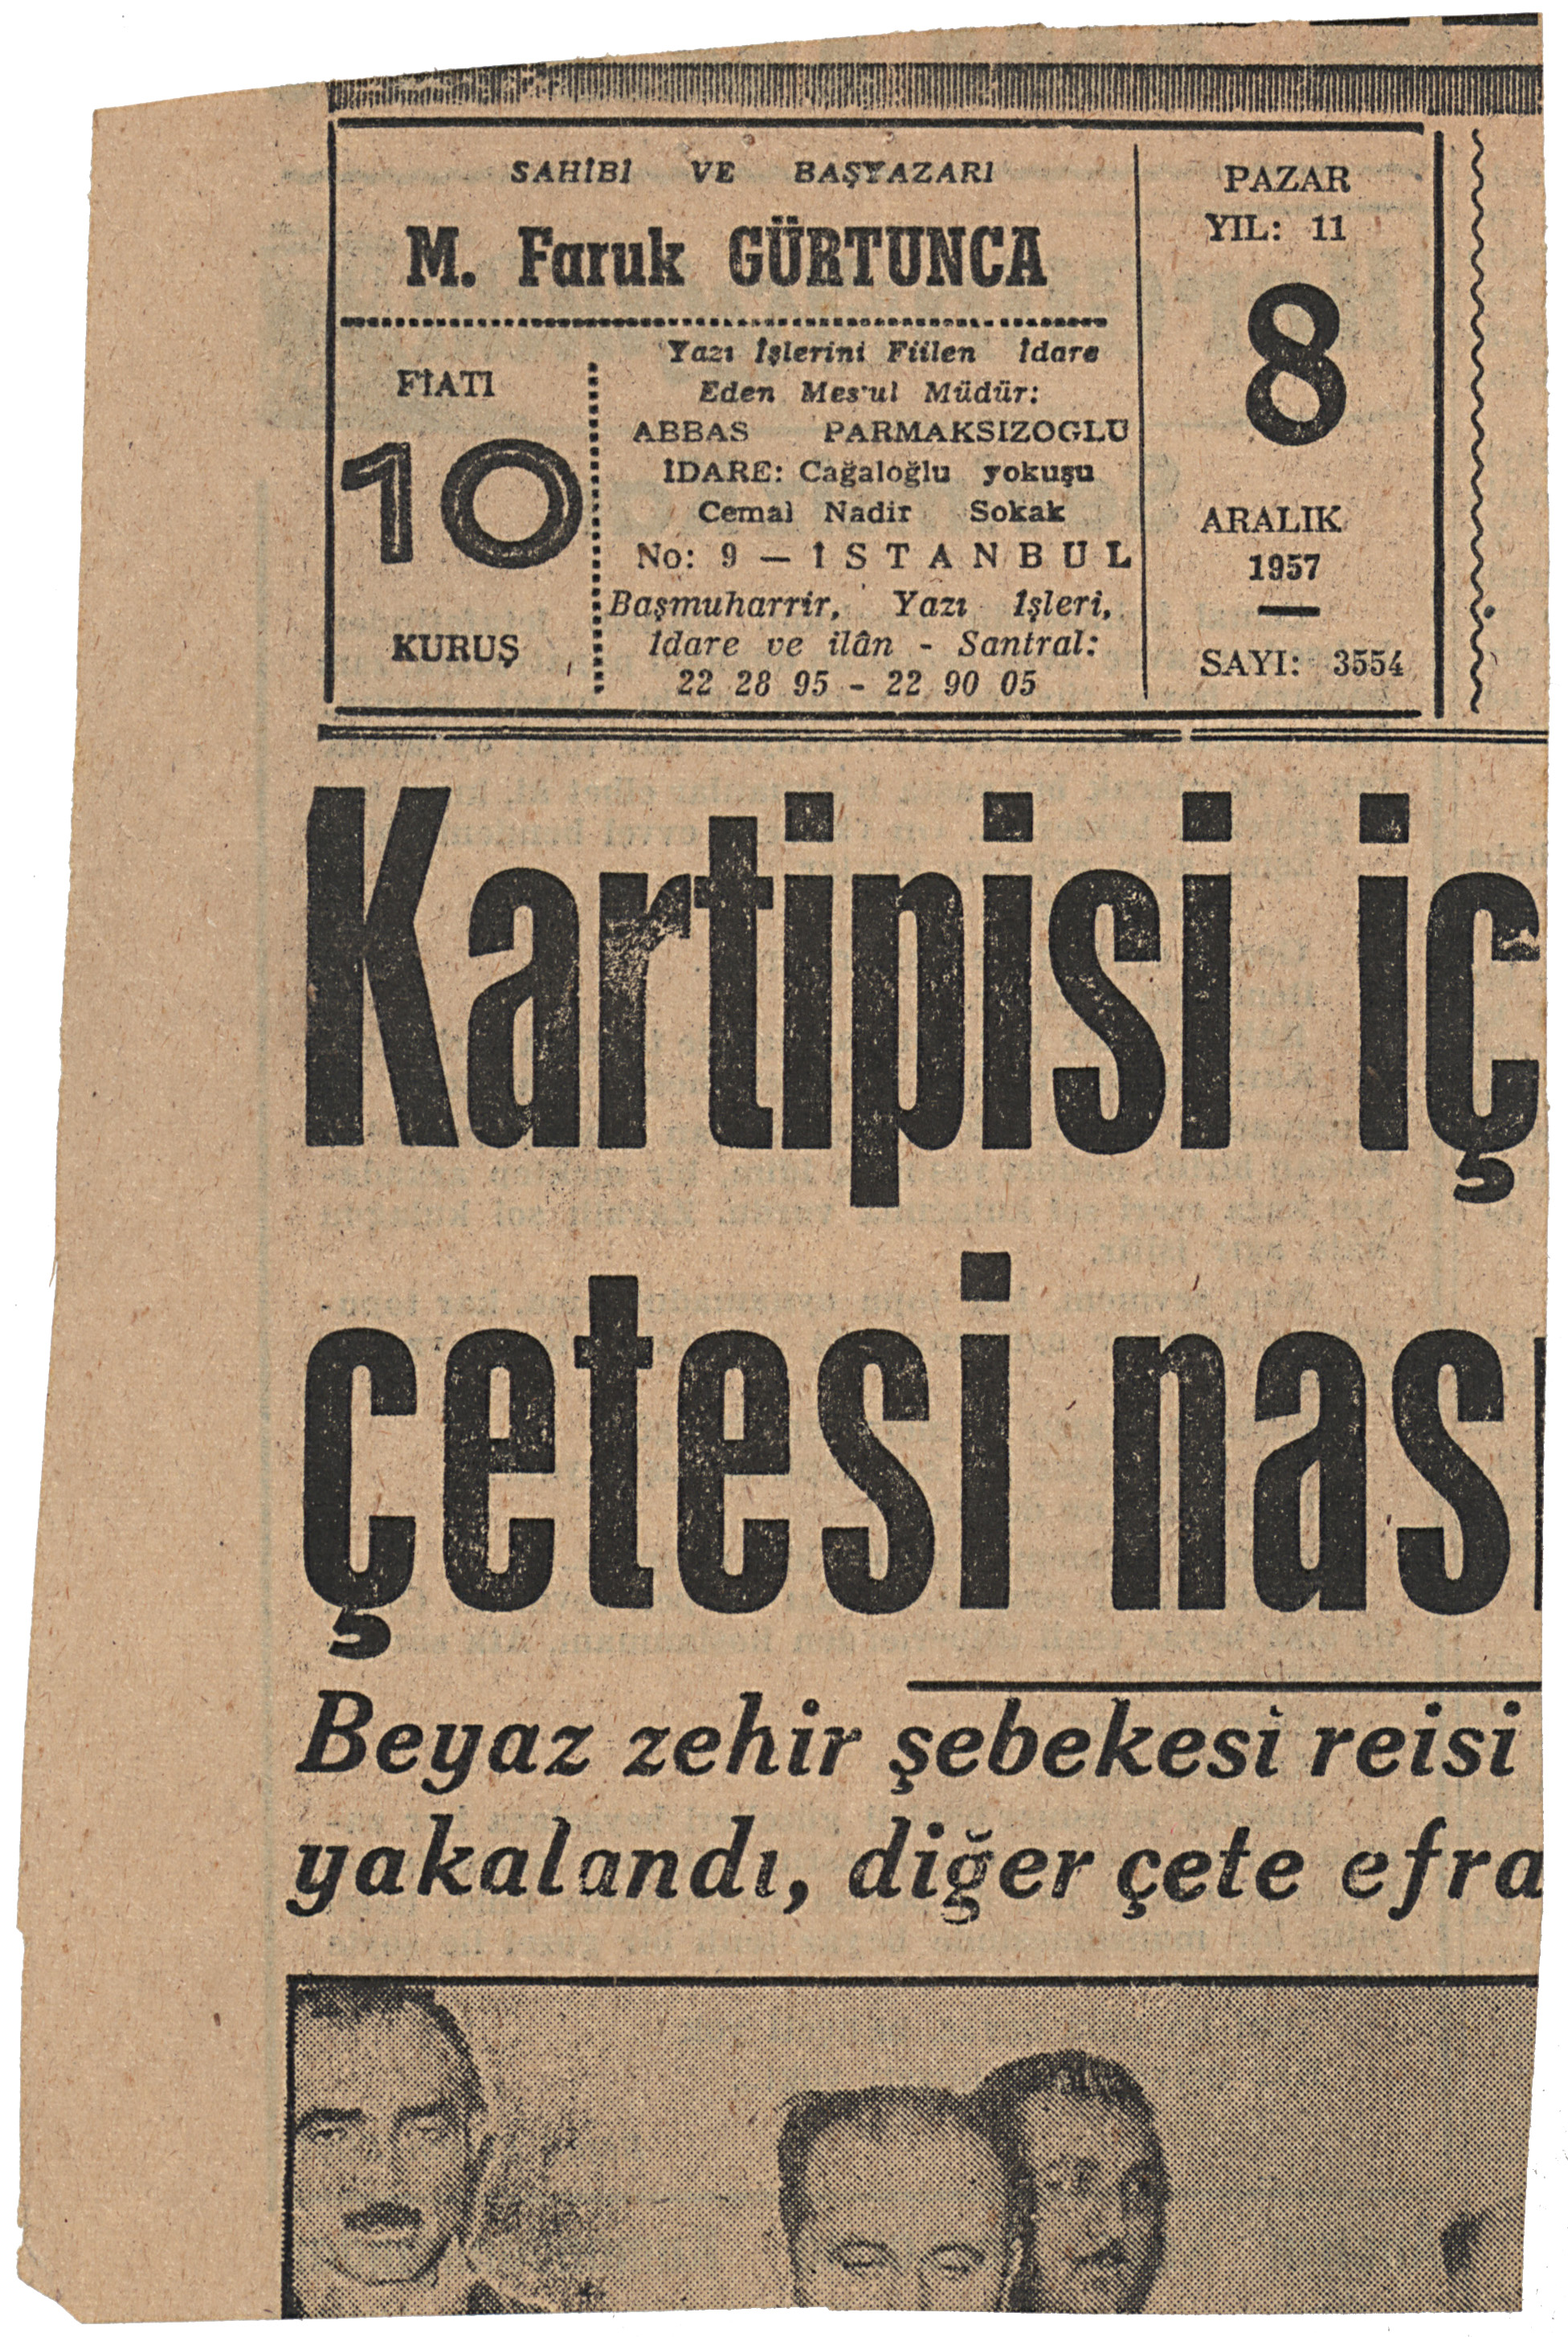 SAHİBİ VE BAŞYAZARI
M. Faruk GÜRTUNCA
FİATI
10
KURUŞ
Yazı İşlerini Fiilen İdare
Eden Mes'ul Müdür:
ABBAS PARMAKSIZOGLU
İDARE: Cağaloğlu yokuşu
Cemal Nadir Sokak
No: 9 — İSTANBUL
Başmuharrir, Yazı İşleri,
İdare ve ilân - Santral:
22 28 95 - 22 90 05
PAZAR
YIL: 11
8
ARALIK
1957
SAYI: 3554
Kartipisi iç
çetesi nası
Beyaz zehir şebekesi reisi
yakalandı, diğer çete efra